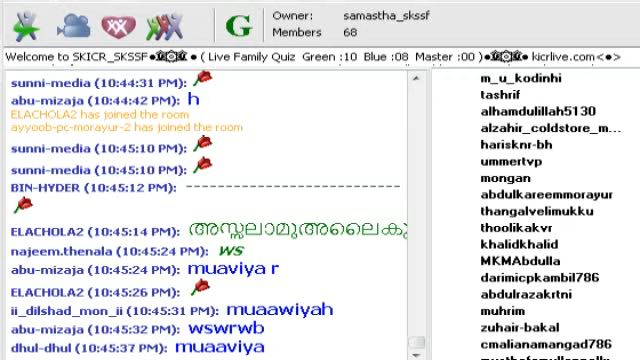 G
Owner: samastha_skssf
Members 68
Welcome to SKICR_SKSSF●۩۞۩● ( Live Family Quiz Green :10 Blue :08 Master :00 )●۩۞۩● kicrlive.com<●>
sunni-media (10:44:31 PM):
abu-mizaja (10:44:42 PM): h
ELACHOLA2 has joined the room
ayyoob-pc-morayur-2 has joined the room
sunni-media (10:45:10 PM):
sunni-media (10:45:10 PM):
BIN-HYDER (10:45:12 PM): --------------------------------
ELACHOLA2 (10:45:14 PM): അസ്സലാമുഅലൈകു
najeem.thenala (10:45:24 PM): ws
abu-mizaja (10:45:24 PM): muaviya r
ELACHOLA2 (10:45:26 PM):
ii_dilshad_mon_ii (10:45:31 PM): muaawiyah
abu-mizaja (10:45:32 PM): wswrwb
dhul-dhul (10:45:37 PM): muaaviya
m_u_kodinhi
tashrif
alhamdulillah5130
alzahir_coldstore_m...
harisknr-bh
ummertvp
mongan
abdulkareemmorayur
thangalvelimukku
thoolikakvr
khalidkhalid
MKMAbdulla
darimicpkambil786
abdulrazakrtni
muhrim
zuhair-bakal
cmalianamangad786